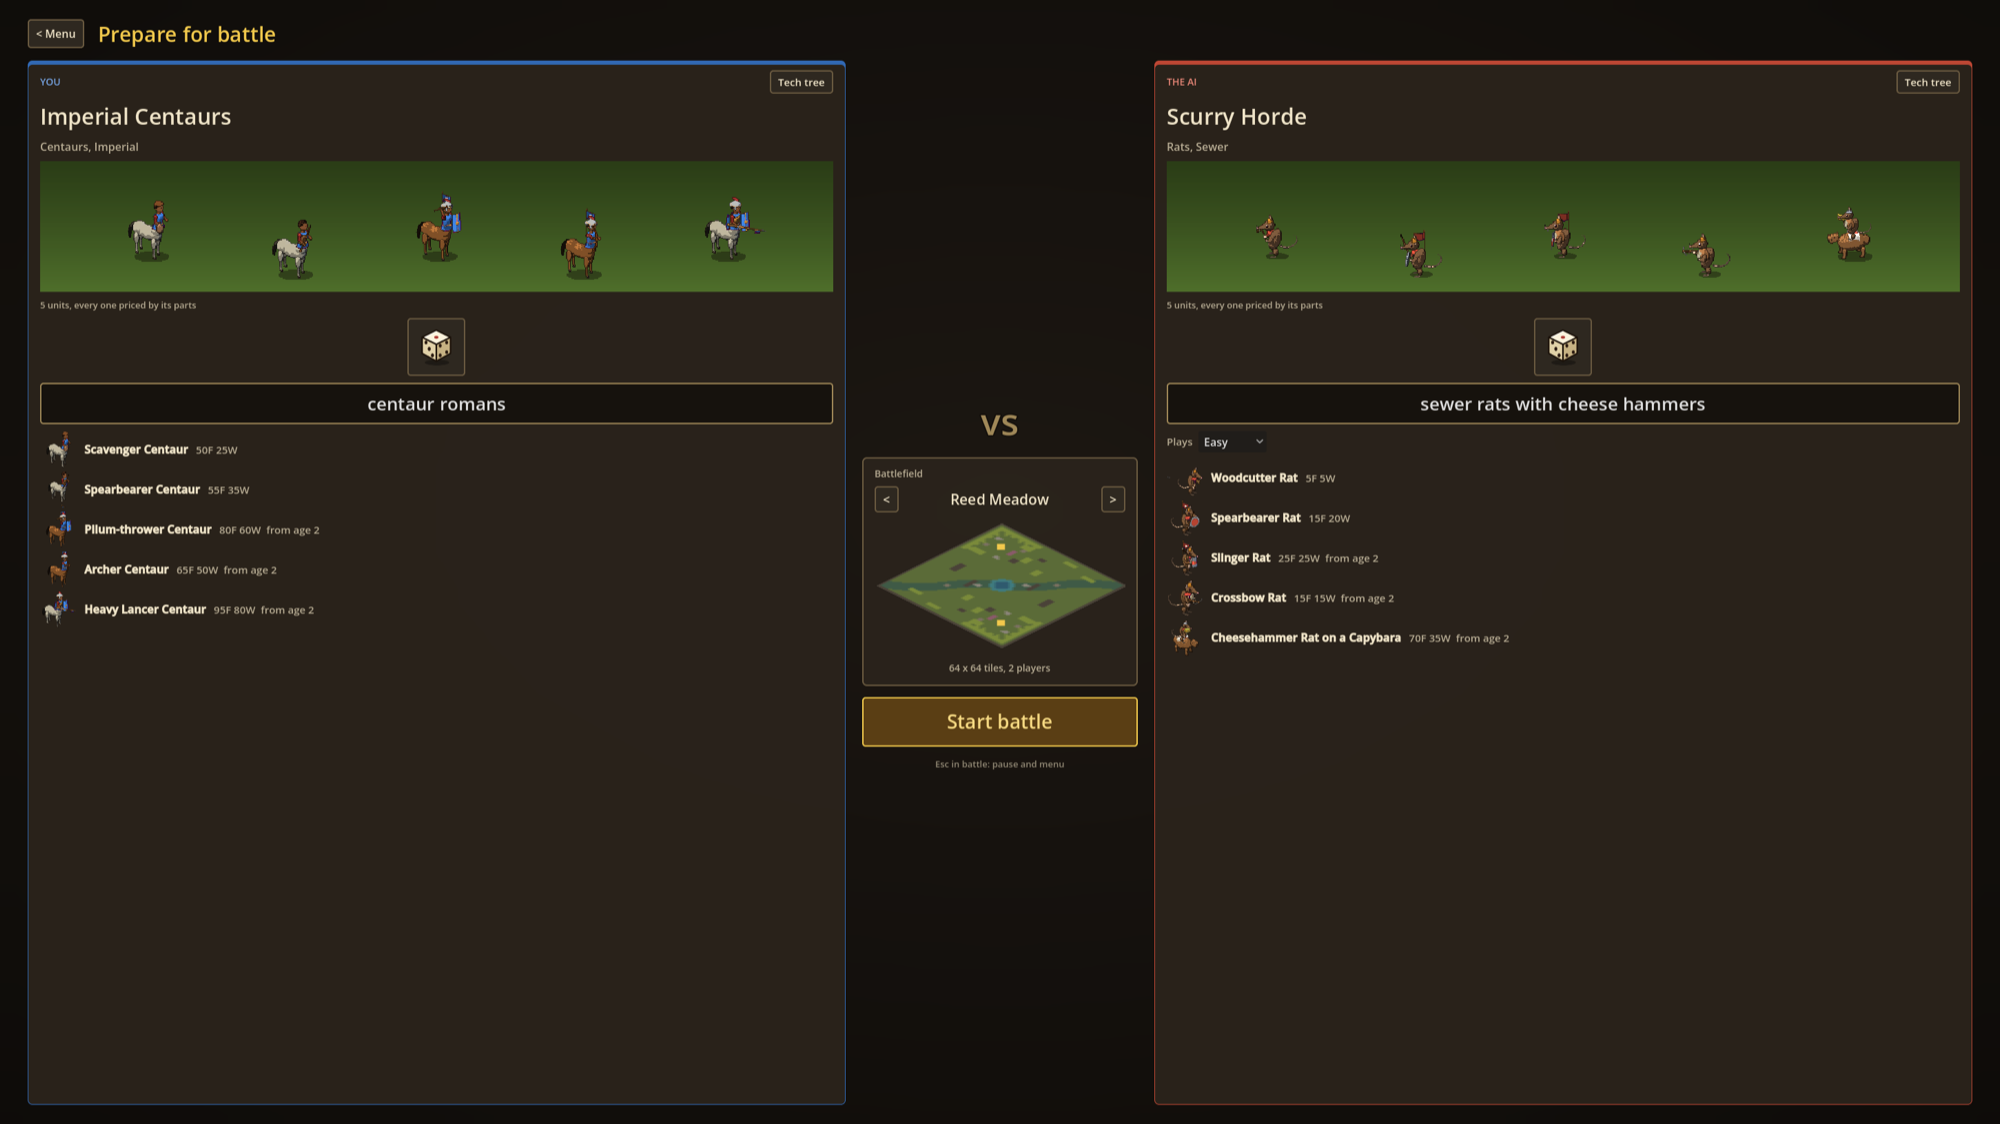 < Menu
Prepare for battle
YOU
Tech tree
Imperial Centaurs
Centaurs, Imperial
5 units, every one priced by its parts
centaur romans
Scavenger Centaur 50F 25W
Spearbearer Centaur 55F 35W
Pilum-thrower Centaur 80F 60W from age 2
Archer Centaur 65F 50W from age 2
Heavy Lancer Centaur 95F 80W from age 2
VS
Battlefield
<
Reed Meadow
>
64 x 64 tiles, 2 players
Start battle
Esc in battle: pause and menu
THE AI
Tech tree
Scurry Horde
Rats, Sewer
5 units, every one priced by its parts
sewer rats with cheese hammers
Plays Easy
Woodcutter Rat 5F 5W
Spearbearer Rat 15F 20W
Slinger Rat 25F 25W from age 2
Crossbow Rat 15F 15W from age 2
Cheesehammer Rat on a Capybara 70F 35W from age 2